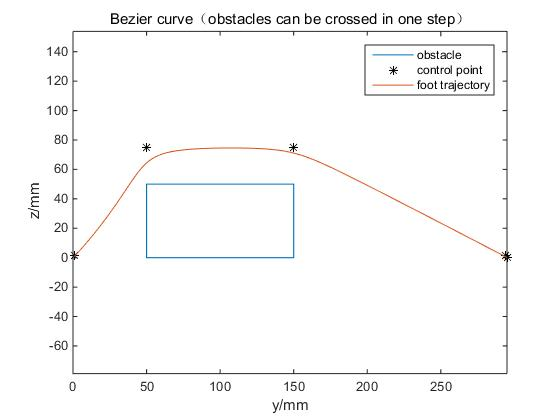 Bezier curve（obstacles can be crossed in one step）
140
120
100
80
60
40
20
0
-20
-40
-60
z/mm
obstacle
control point
foot trajectory
0
50
100
150
200
250
y/mm